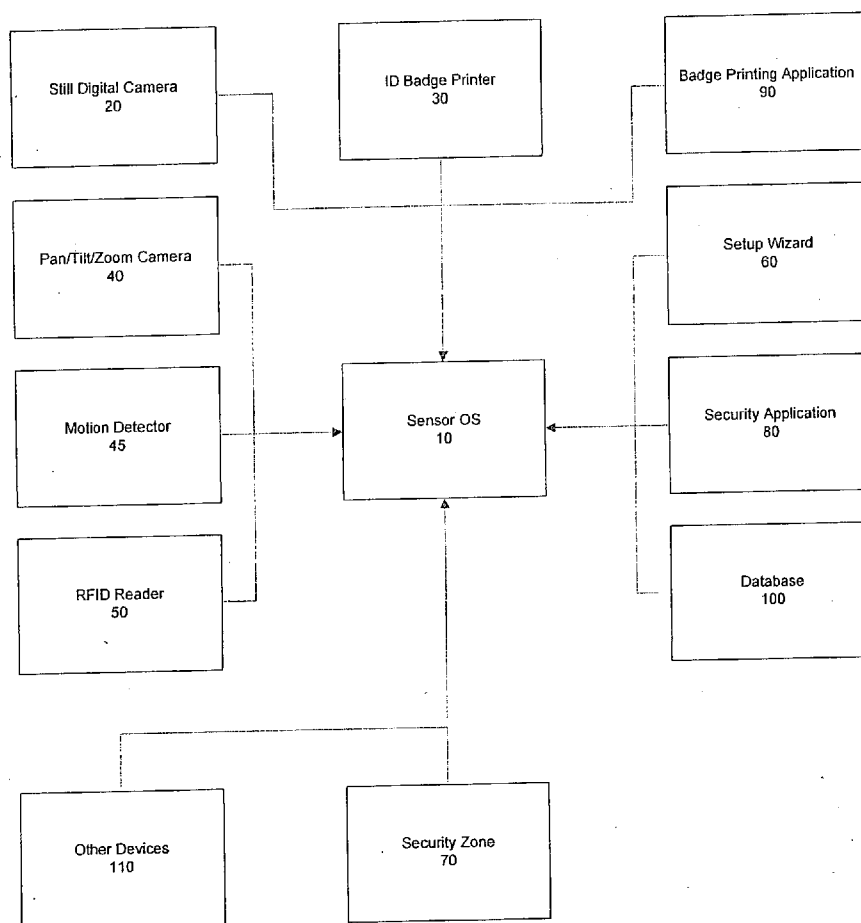 Still Digital Camera
20
ID Badge Printer
30
Badge Printing Application
90
Pan/Tilt/Zoom Camera
40
Setup Wizard
60
Motion Detector
45
Sensor OS
10
Security Application
80
RFID Reader
50
Database
100
Other Devices
110
Security Zone
70